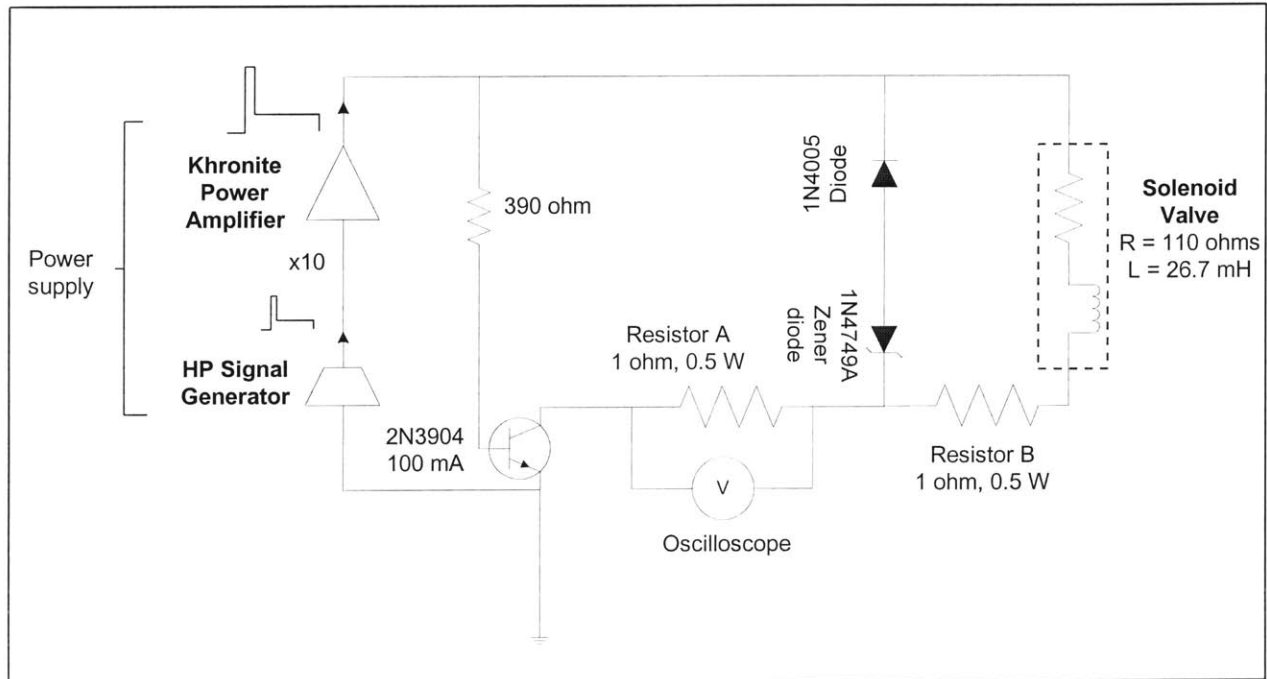 Khronite
Power
Amplifier
390 ohm
1N4005
Diode
Solenoid
Valve
R = 110 ohms
L = 26.7 mH
Power
supply
x10
1N4749A
Zener
diode
HP Signal
Generator
Resistor A
1 ohm, 0.5 W
2N3904
100 mA
V
Resistor B
1 ohm, 0.5 W
Oscilloscope